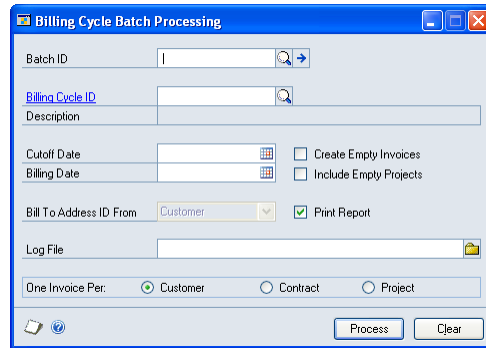 Billing Cycle Batch Processing
Batch ID
Billing Cycle ID
Description
Cutoff Date
Create Empty Invoices
Billing Date
Include Empty Projects
Bill To Address ID From
Customer
Print Report
Log File
One Invoice Per:
Customer
Contract
Project
Process
Clear